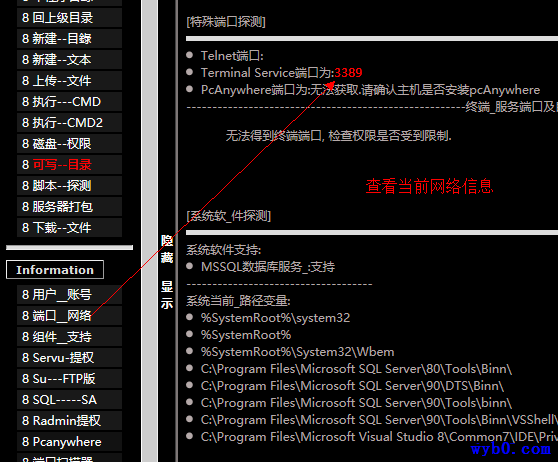 8 回上级目录
8 新建--目録
8 新建--文本
8 上传--文件
8 执行---CMD
8 执行--CMD2
8 磁盘--权限
8 可写--目录
8 脚本--探测
8 服务器打包
8 下载--文件
Information
8 用户__账号
8 端口__网络
8 组件__支持
8 Servu-提权
8 Su---FTP版
8 SQL-----SA
8 Radmin提权
8 Pcanywhere
隐藏 显示
[特殊端口探测]
Telnet端口:
Terminal Service端口为:3389
PcAnywhere端口为:无法获取.请确认主机是否安装pcAnywhere
终端_服务端口及
无法得到终端端口, 检查权限是否受到限制.
查看当前网络信息
[系统软_件探测]
系统软件支持:
MSSQL数据库服务_:支持
-----------------------------------
系统当前_路径变量:
%SystemRoot%\system32
%SystemRoot%
%SystemRoot%\System32\Wbem
C:\Program Files\Microsoft SQL Server\80\Tools\Binn\
C:\Program Files\Microsoft SQL Server\90\DTS\Binn\
C:\Program Files\Microsoft SQL Server\90\Tools\binn\
C:\Program Files\Microsoft SQL Server\90\Tools\Binn\VSShell\
C:\Program Files\Microsoft Visual Studio 8\Common7\IDE\Priv
wyb0.com